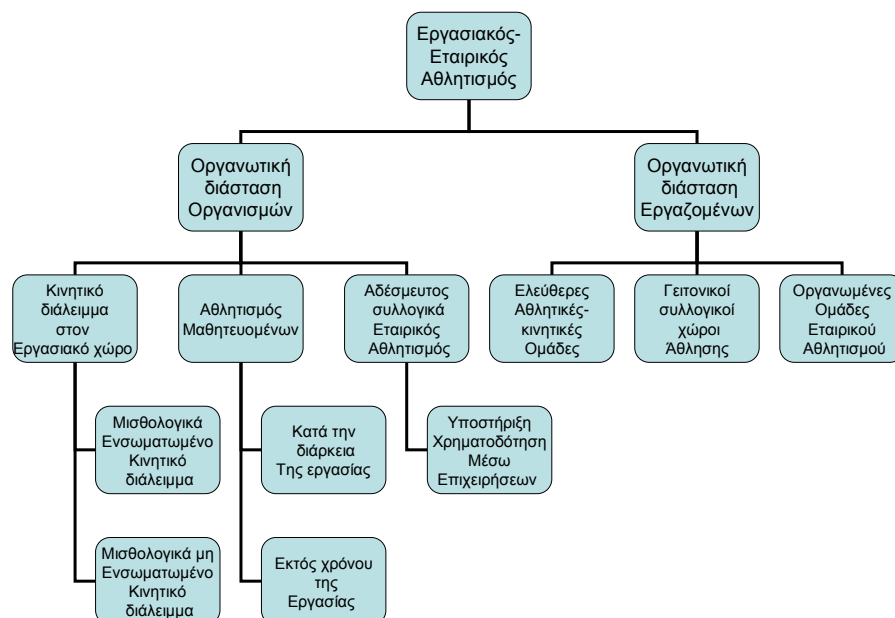 Εργασιακός-
Εταιρικός
Αθλητισμός
Οργανωτική
διάσταση
Οργανισμών
Οργανωτική
διάσταση
Εργαζομένων
Κινητικό
διάλειμμα
στον
Εργασιακό χώρο
Αθλητισμός
Μαθητευομένων
Αδέσμευτος
συλλογικά
Εταιρικός
Αθλητισμός
Ελεύθερες
Αθλητικές-
κινητικές
Ομάδες
Γειτονικοί
συλλογικοί
χώροι
Άθλησης
Οργανωμένες
Ομάδες
Εταιρικού
Αθλητισμού
Μισθολογικά
Ενσωματωμένο
Κινητικό
διάλειμμα
Κατά την
διάρκεια
Της εργασίας
Υποστήριξη
Χρηματοδότηση
Μέσω
Επιχειρήσεων
Μισθολογικά μη
Ενσωματωμένο
Κινητικό
διάλειμμα
Εκτός χρόνου
της
Εργασίας